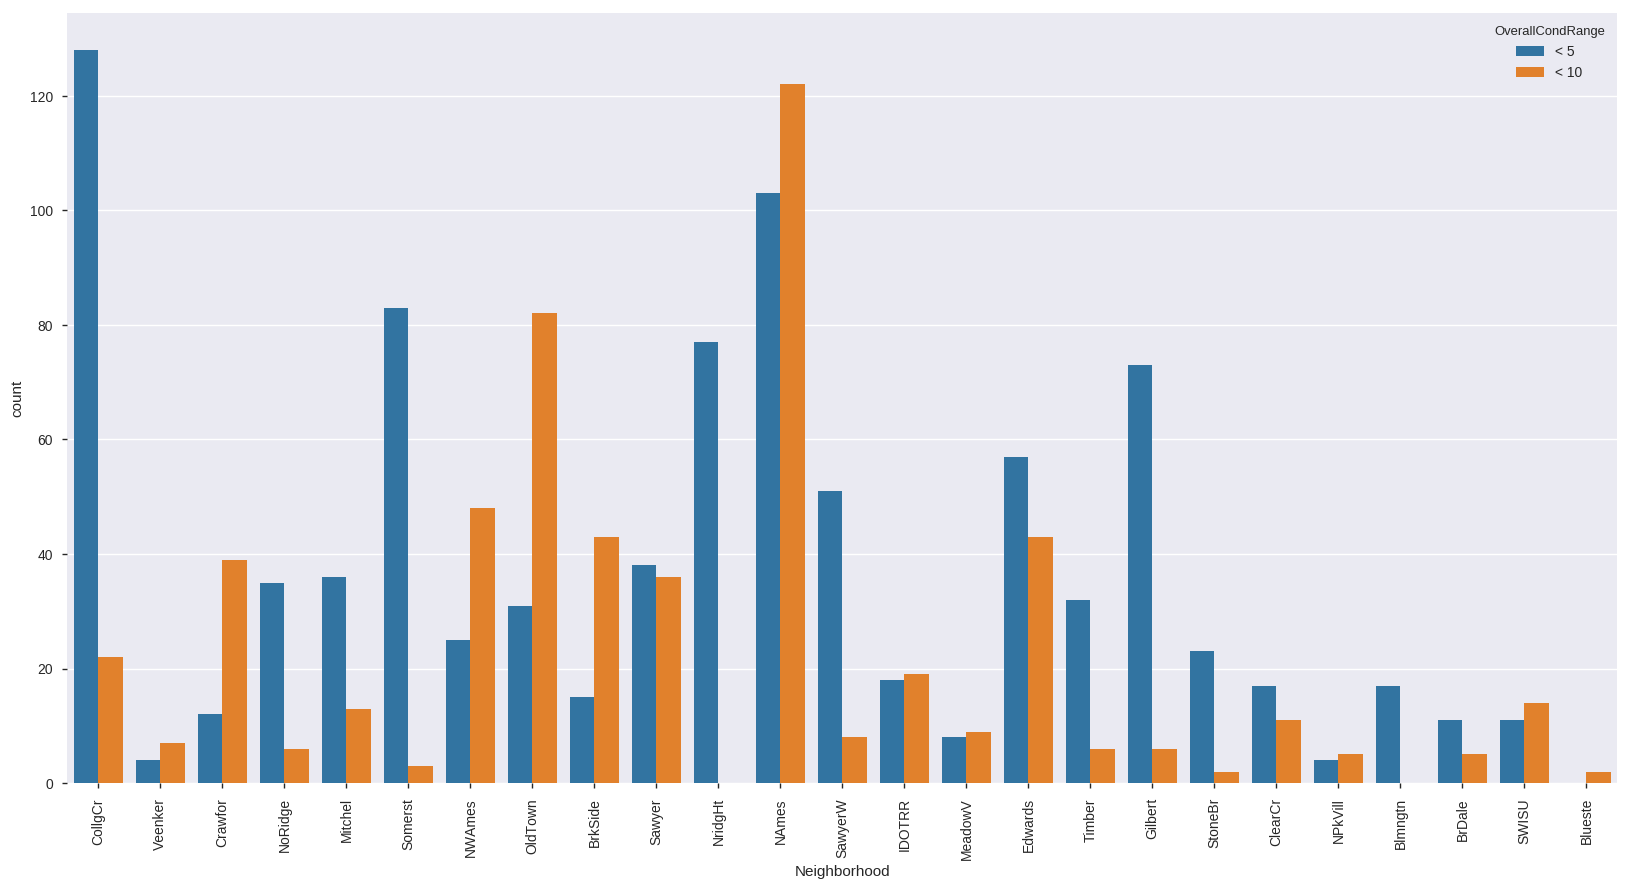 OverallCondRange
< 5
< 10
count
120
100
80
60
40
20
0
CollgCr
Veenker
Crawfor
NoRidge
Mitchel
Somerst
NWAmes
OldTown
BrkSide
Sawyer
NridgHt
NAmes
SawyerW
IDOTRR
MeadowV
Edwards
Timber
Gilbert
StoneBr
ClearCr
NPkVill
Blmngtn
BrDale
SWISU
Blueste
Neighborhood